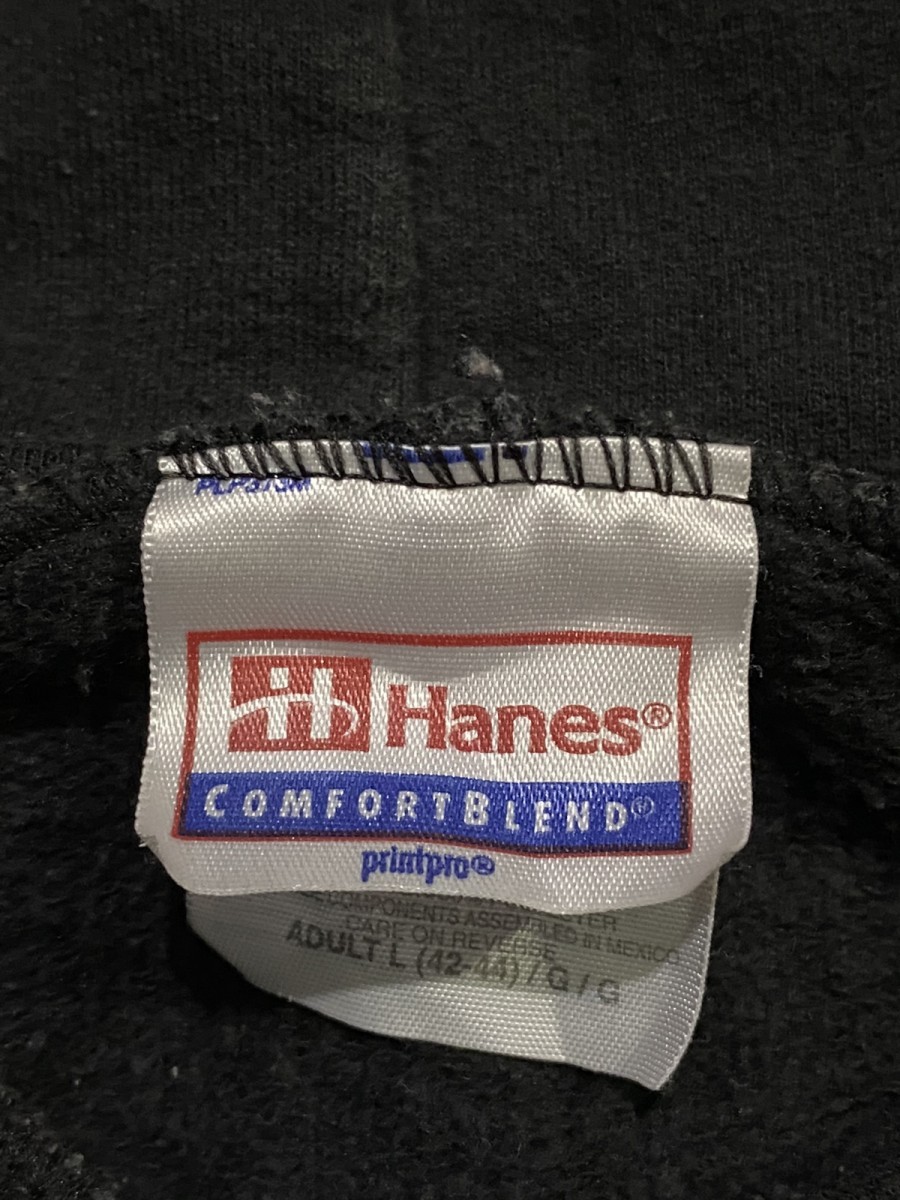 Hanes®
COMFORTBLEND®
printpro®
COMPONENTS ASSEMBLED IN MEXICO
CARE ON REVERSE
ADULT L (42-44) / G / G